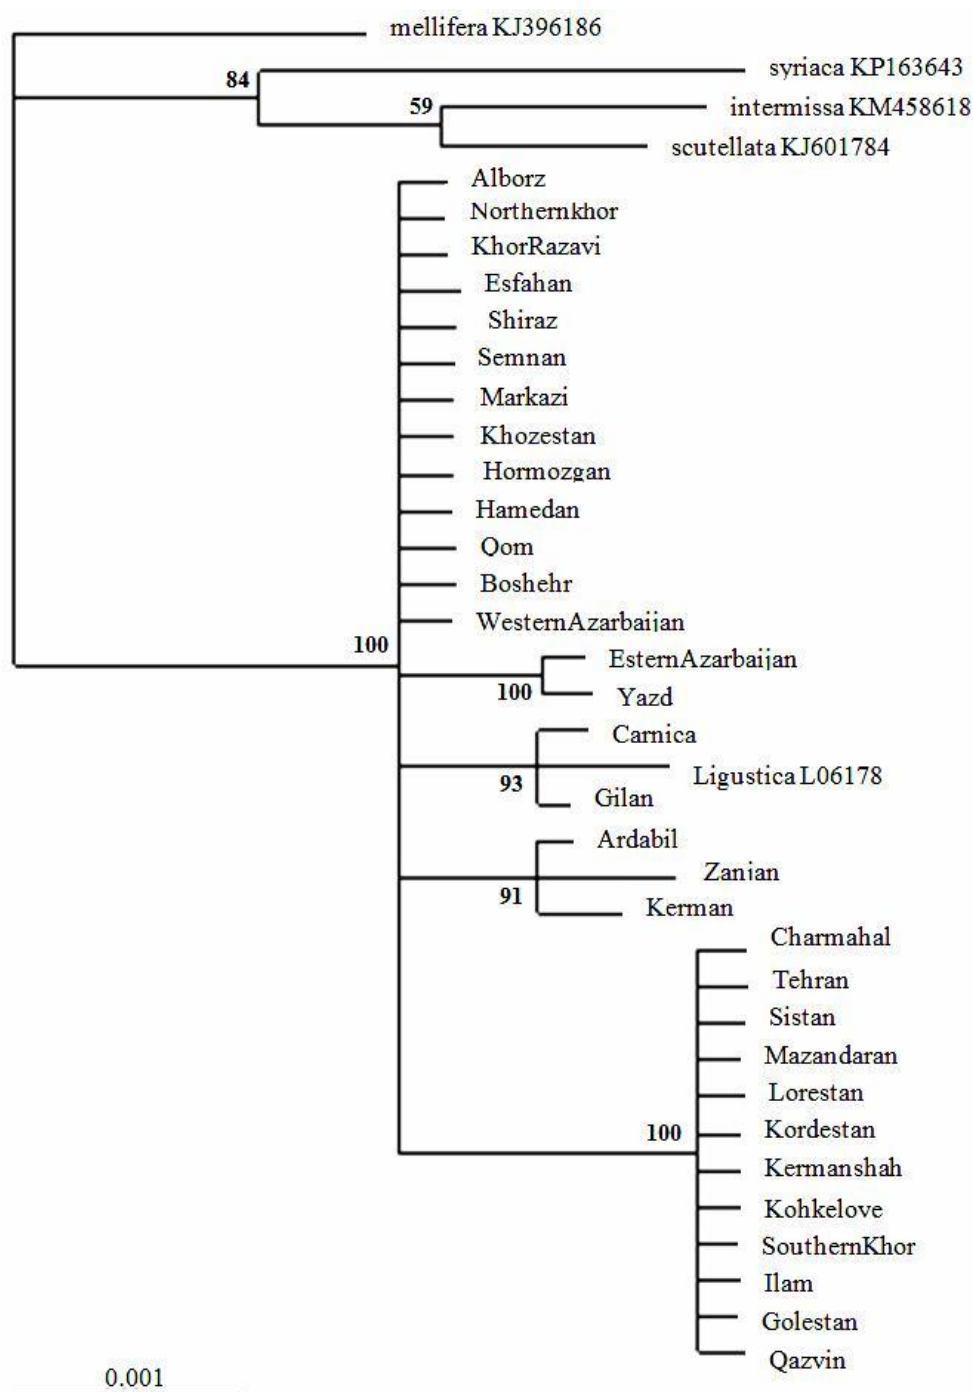 mellifera KJ396186
84
syriaca KP163643
59
intermissa KM458618
scutellata KJ601784
Alborz
Northernkhor
KhorRazavi
Esfahan
Shiraz
Semnan
Markazi
Khozestan
Hormozgan
Hamedan
Qom
Boshehr
WesternAzarbaijan
100
EsternAzarbaijan
100
Yazd
Carnica
Ligustica L06178
93
Gilan
Ardabil
Zanjan
91
Kerman
Charmahal
Tehran
Sistan
Mazandaran
Lorestan
100
Kordestan
Kermanshah
Kohkelove
SouthernKhor
Ilam
Golestan
Qazvin
0.001